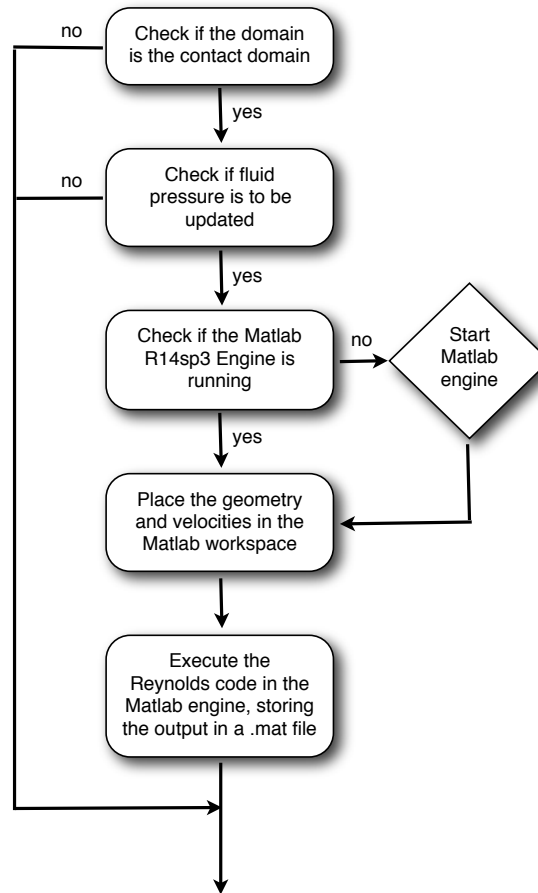 no
Check if the domain
is the contact domain
yes
no
Check if fluid
pressure is to be
updated
yes
Check if the Matlab
R14sp3 Engine is
running
no
Start
Matlab
engine
yes
Place the geometry
and velocities in the
Matlab workspace
Execute the
Reynolds code in the
Matlab engine, storing
the output in a .mat file